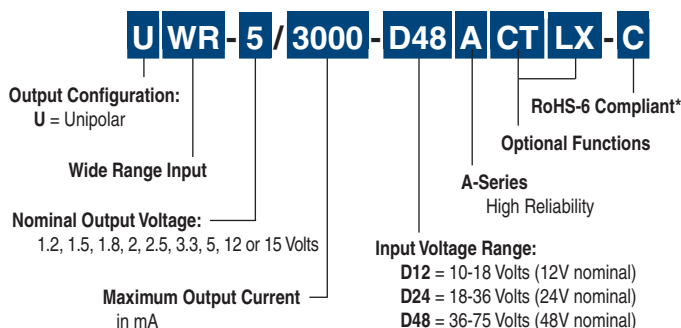 U WR - 5 / 3000 - D48 A CT LX - C
Output Configuration:
U = Unipolar
RoHS-6 Compliant*
Optional Functions
Wide Range Input
A-Series
High Reliability
Nominal Output Voltage:
1.2, 1.5, 1.8, 2, 2.5, 3.3, 5, 12 or 15 Volts
Input Voltage Range:
D12 = 10-18 Volts (12V nominal)
D24 = 18-36 Volts (24V nominal)
D48 = 36-75 Volts (48V nominal)
Maximum Output Current
in mA